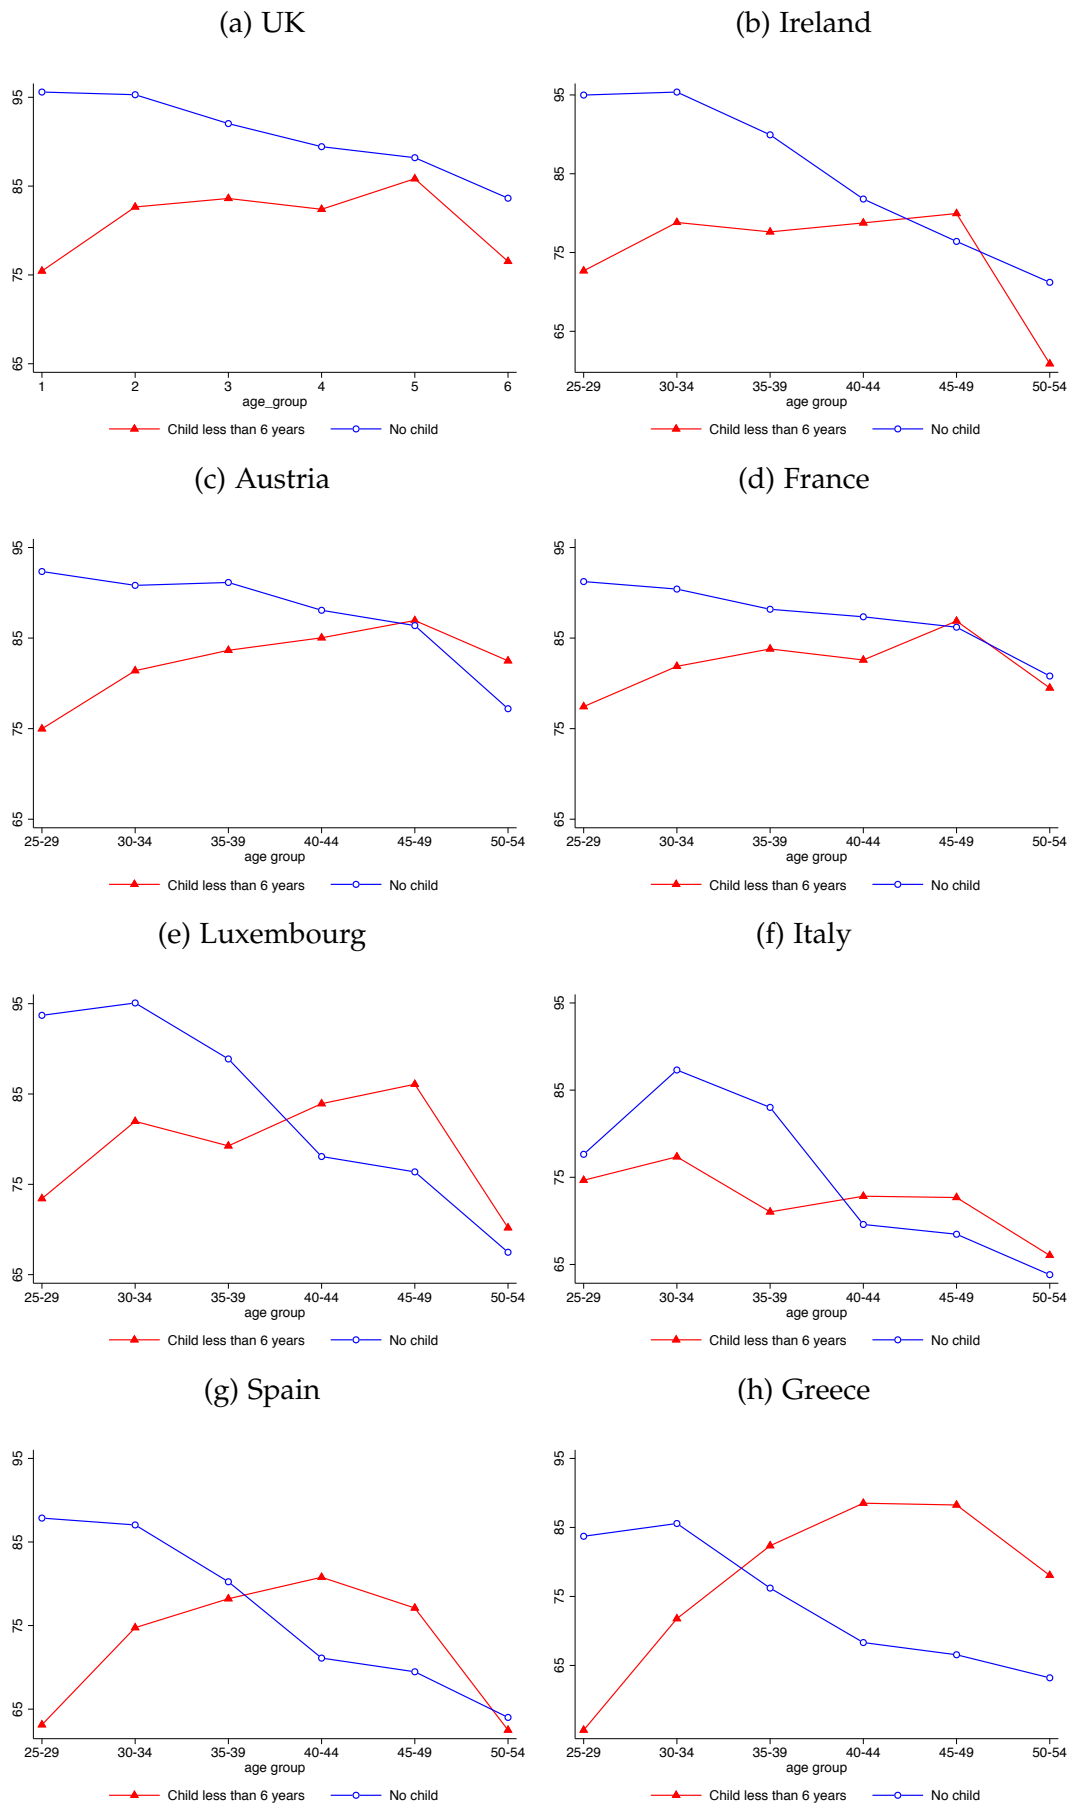 (a) UK
95
85
75
65
1 2 3 4 5 6
age_group
Child less than 6 years No child
(b) Ireland
95
85
75
65
25-29 30-34 35-39 40-44 45-49 50-54
age group
Child less than 6 years No child
(c) Austria
95
85
75
65
25-29 30-34 35-39 40-44 45-49 50-54
age group
Child less than 6 years No child
(d) France
95
85
75
65
25-29 30-34 35-39 40-44 45-49 50-54
age group
Child less than 6 years No child
(e) Luxembourg
95
85
75
65
25-29 30-34 35-39 40-44 45-49 50-54
age group
Child less than 6 years No child
(f) Italy
95
85
75
65
25-29 30-34 35-39 40-44 45-49 50-54
age group
Child less than 6 years No child
(g) Spain
95
85
75
65
25-29 30-34 35-39 40-44 45-49 50-54
age group
Child less than 6 years No child
(h) Greece
95
85
75
65
25-29 30-34 35-39 40-44 45-49 50-54
age group
Child less than 6 years No child